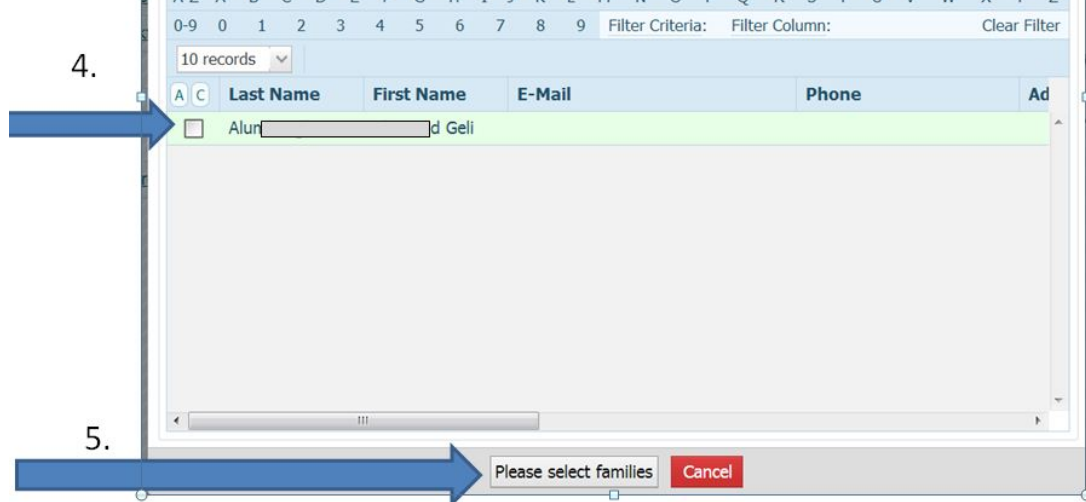 0-9 0 1 2 3 4 5 6 7 8 9 Filter Criteria: Filter Column: Clear Filter
4.
10 records
A C Last Name First Name E-Mail Phone Ad
Alun d Geli
5.
Please select families Cancel